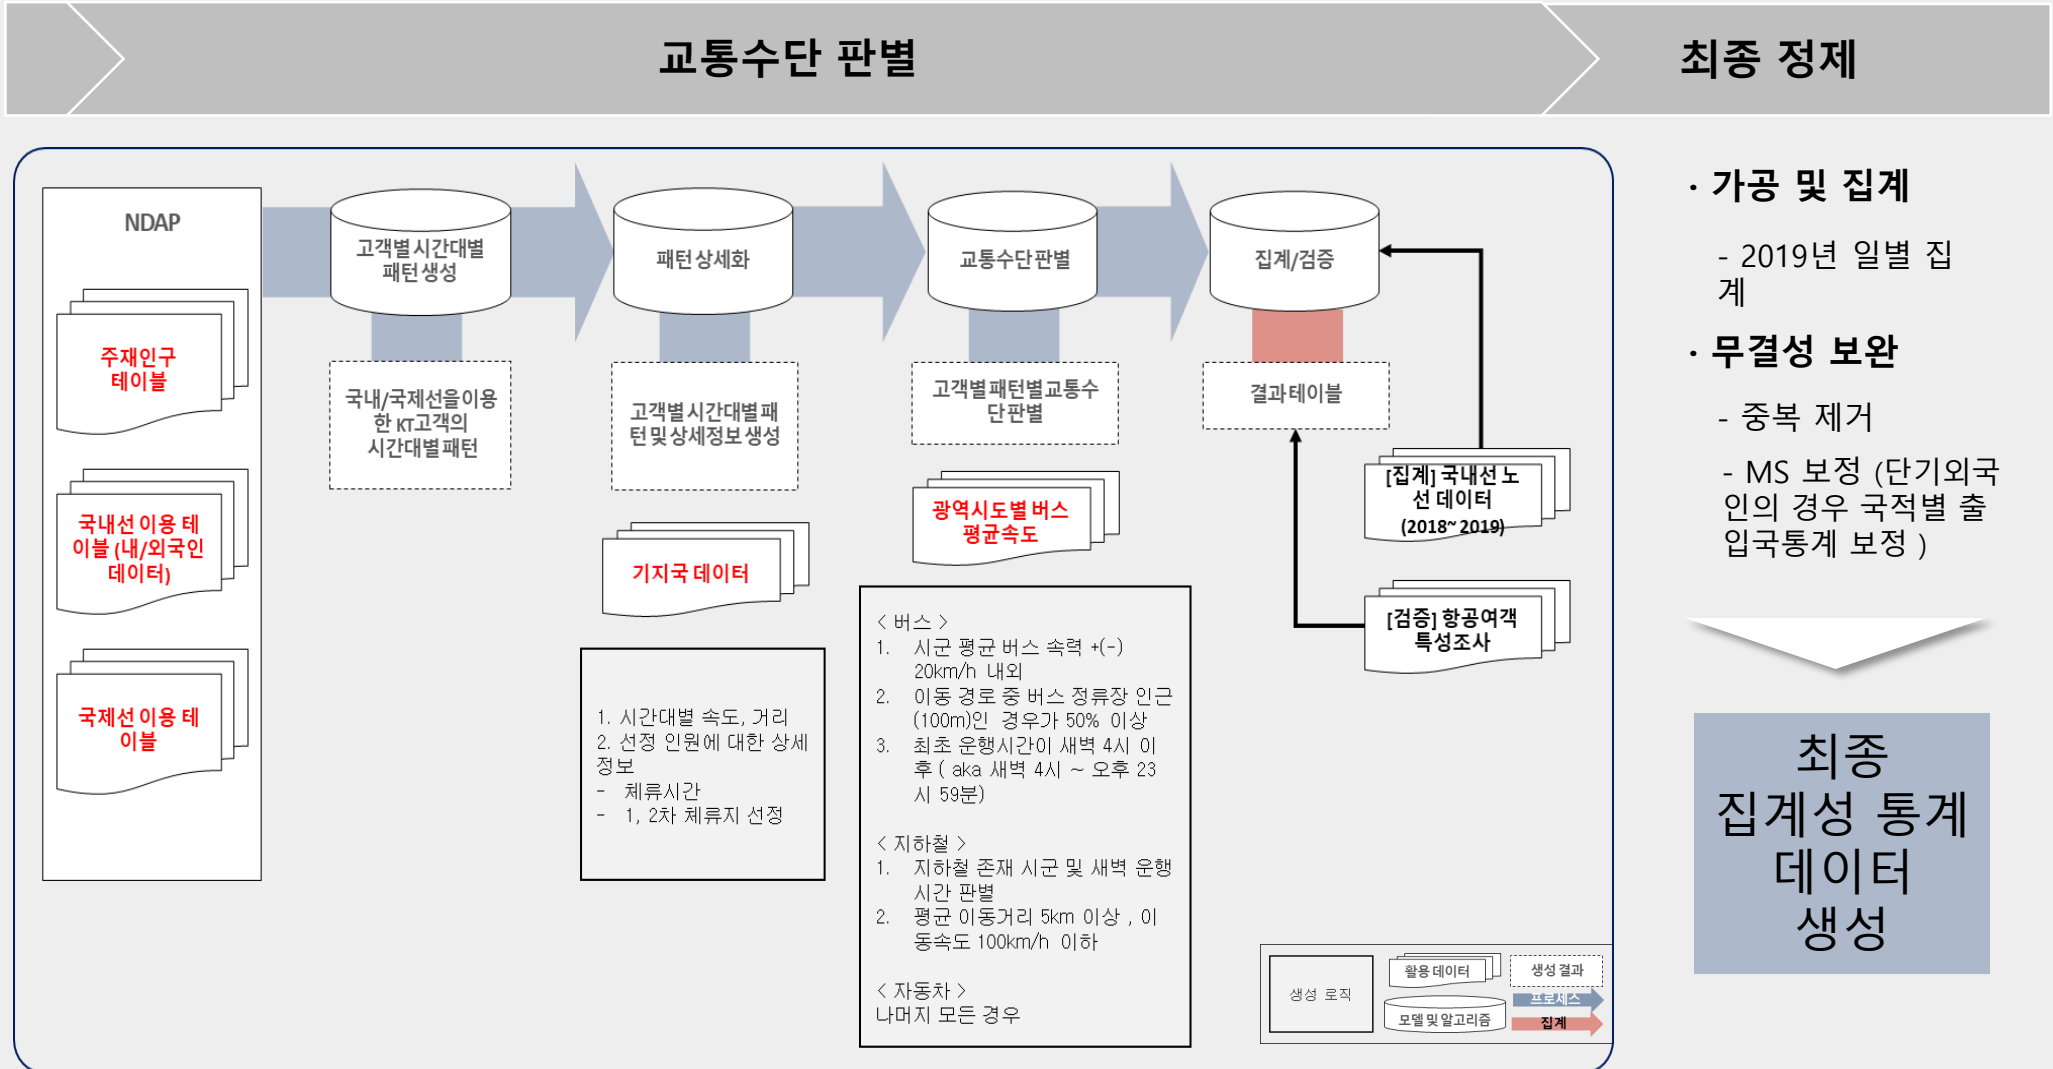 교통수단 판별
최종 정제
NDAP
주재인구
테이블
국내선 이용 테
이블 (내/외국인
데이터)
국제선 이용 테
이블
고객별 시간대별
패턴 생성
국내/국제선을 이용
한 KT고객의
시간대별 패턴
패턴 상세화
고객별 시간대별 패
턴 및 상세정보 생성
기지국 데이터
1. 시간대별 속도, 거리
2. 선정 인원에 대한 상세
정보
- 체류시간
- 1, 2차 체류지 선정
교통수단 판별
고객별 패턴별 교통수
단 판별
광역시도별 버스
평균속도
< 버스 >
1. 시군 평균 버스 속력 +(-)
20km/h 내외
2. 이동 경로 중 버스 정류장 인근
(100m)인 경우가 50% 이상
3. 최초 운행시간이 새벽 4시 이
후 ( aka 새벽 4시 ~ 오후 23
시 59분)
< 지하철 >
1. 지하철 존재 시군 및 새벽 운행
시간 판별
2. 평균 이동거리 5km 이상 , 이
동속도 100km/h 이하
< 자동차 >
나머지 모든 경우
집계/검증
결과 테이블
[집계] 국내선 노
선 데이터
(2018~ 2019)
[검증] 항공여객
특성조사
생성 로직
활용 데이터
모델 및 알고리즘
생성 결과
프로세스
집계
· 가공 및 집계
- 2019년 일별 집
계
· 무결성 보완
- 중복 제거
- MS 보정 (단기외국
인의 경우 국적별 출
입국통계 보정 )
최종
집계성 통계
데이터
생성